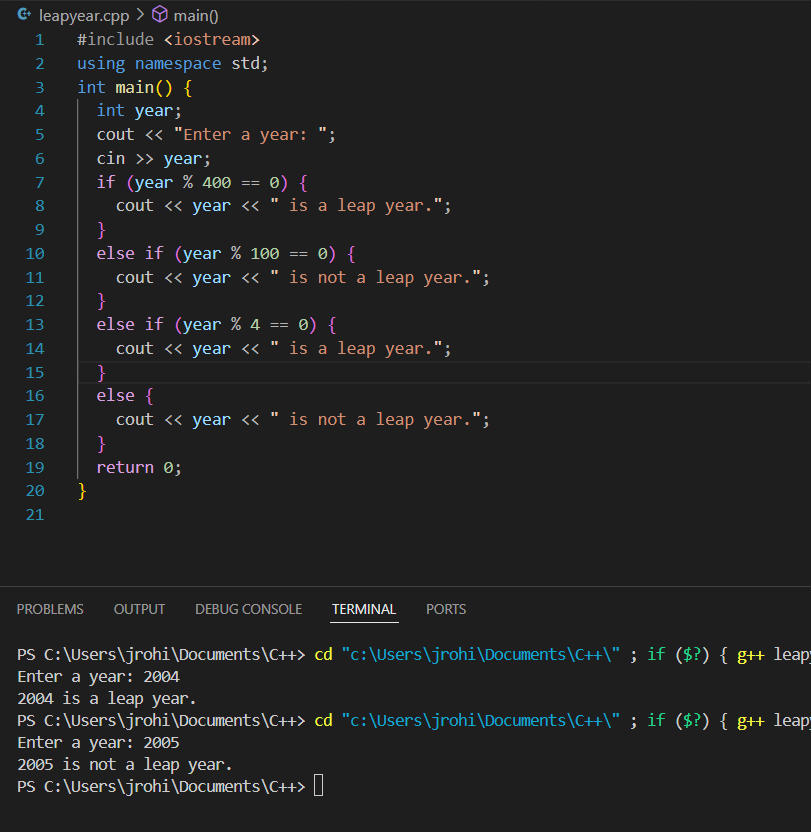 leapyear.cpp > main()
1 #include <iostream>
2 using namespace std;
3 int main() {
4 int year;
5 cout << "Enter a year: ";
6 cin >> year;
7 if (year % 400 == 0) {
8 cout << year << " is a leap year.";
9 }
10 else if (year % 100 == 0) {
11 cout << year << " is not a leap year.";
12 }
13 else if (year % 4 == 0) {
14 cout << year << " is a leap year.";
15 }
16 else {
17 cout << year << " is not a leap year.";
18 }
19 return 0;
20 }
21
PROBLEMS OUTPUT DEBUG CONSOLE TERMINAL PORTS
PS C:\Users\jrohi\Documents\C++> cd "c:\Users\jrohi\Documents\C++\" ; if ($?) { g++ leapy
Enter a year: 2004
2004 is a leap year.
PS C:\Users\jrohi\Documents\C++> cd "c:\Users\jrohi\Documents\C++\" ; if ($?) { g++ leapy
Enter a year: 2005
2005 is not a leap year.
PS C:\Users\jrohi\Documents\C++>